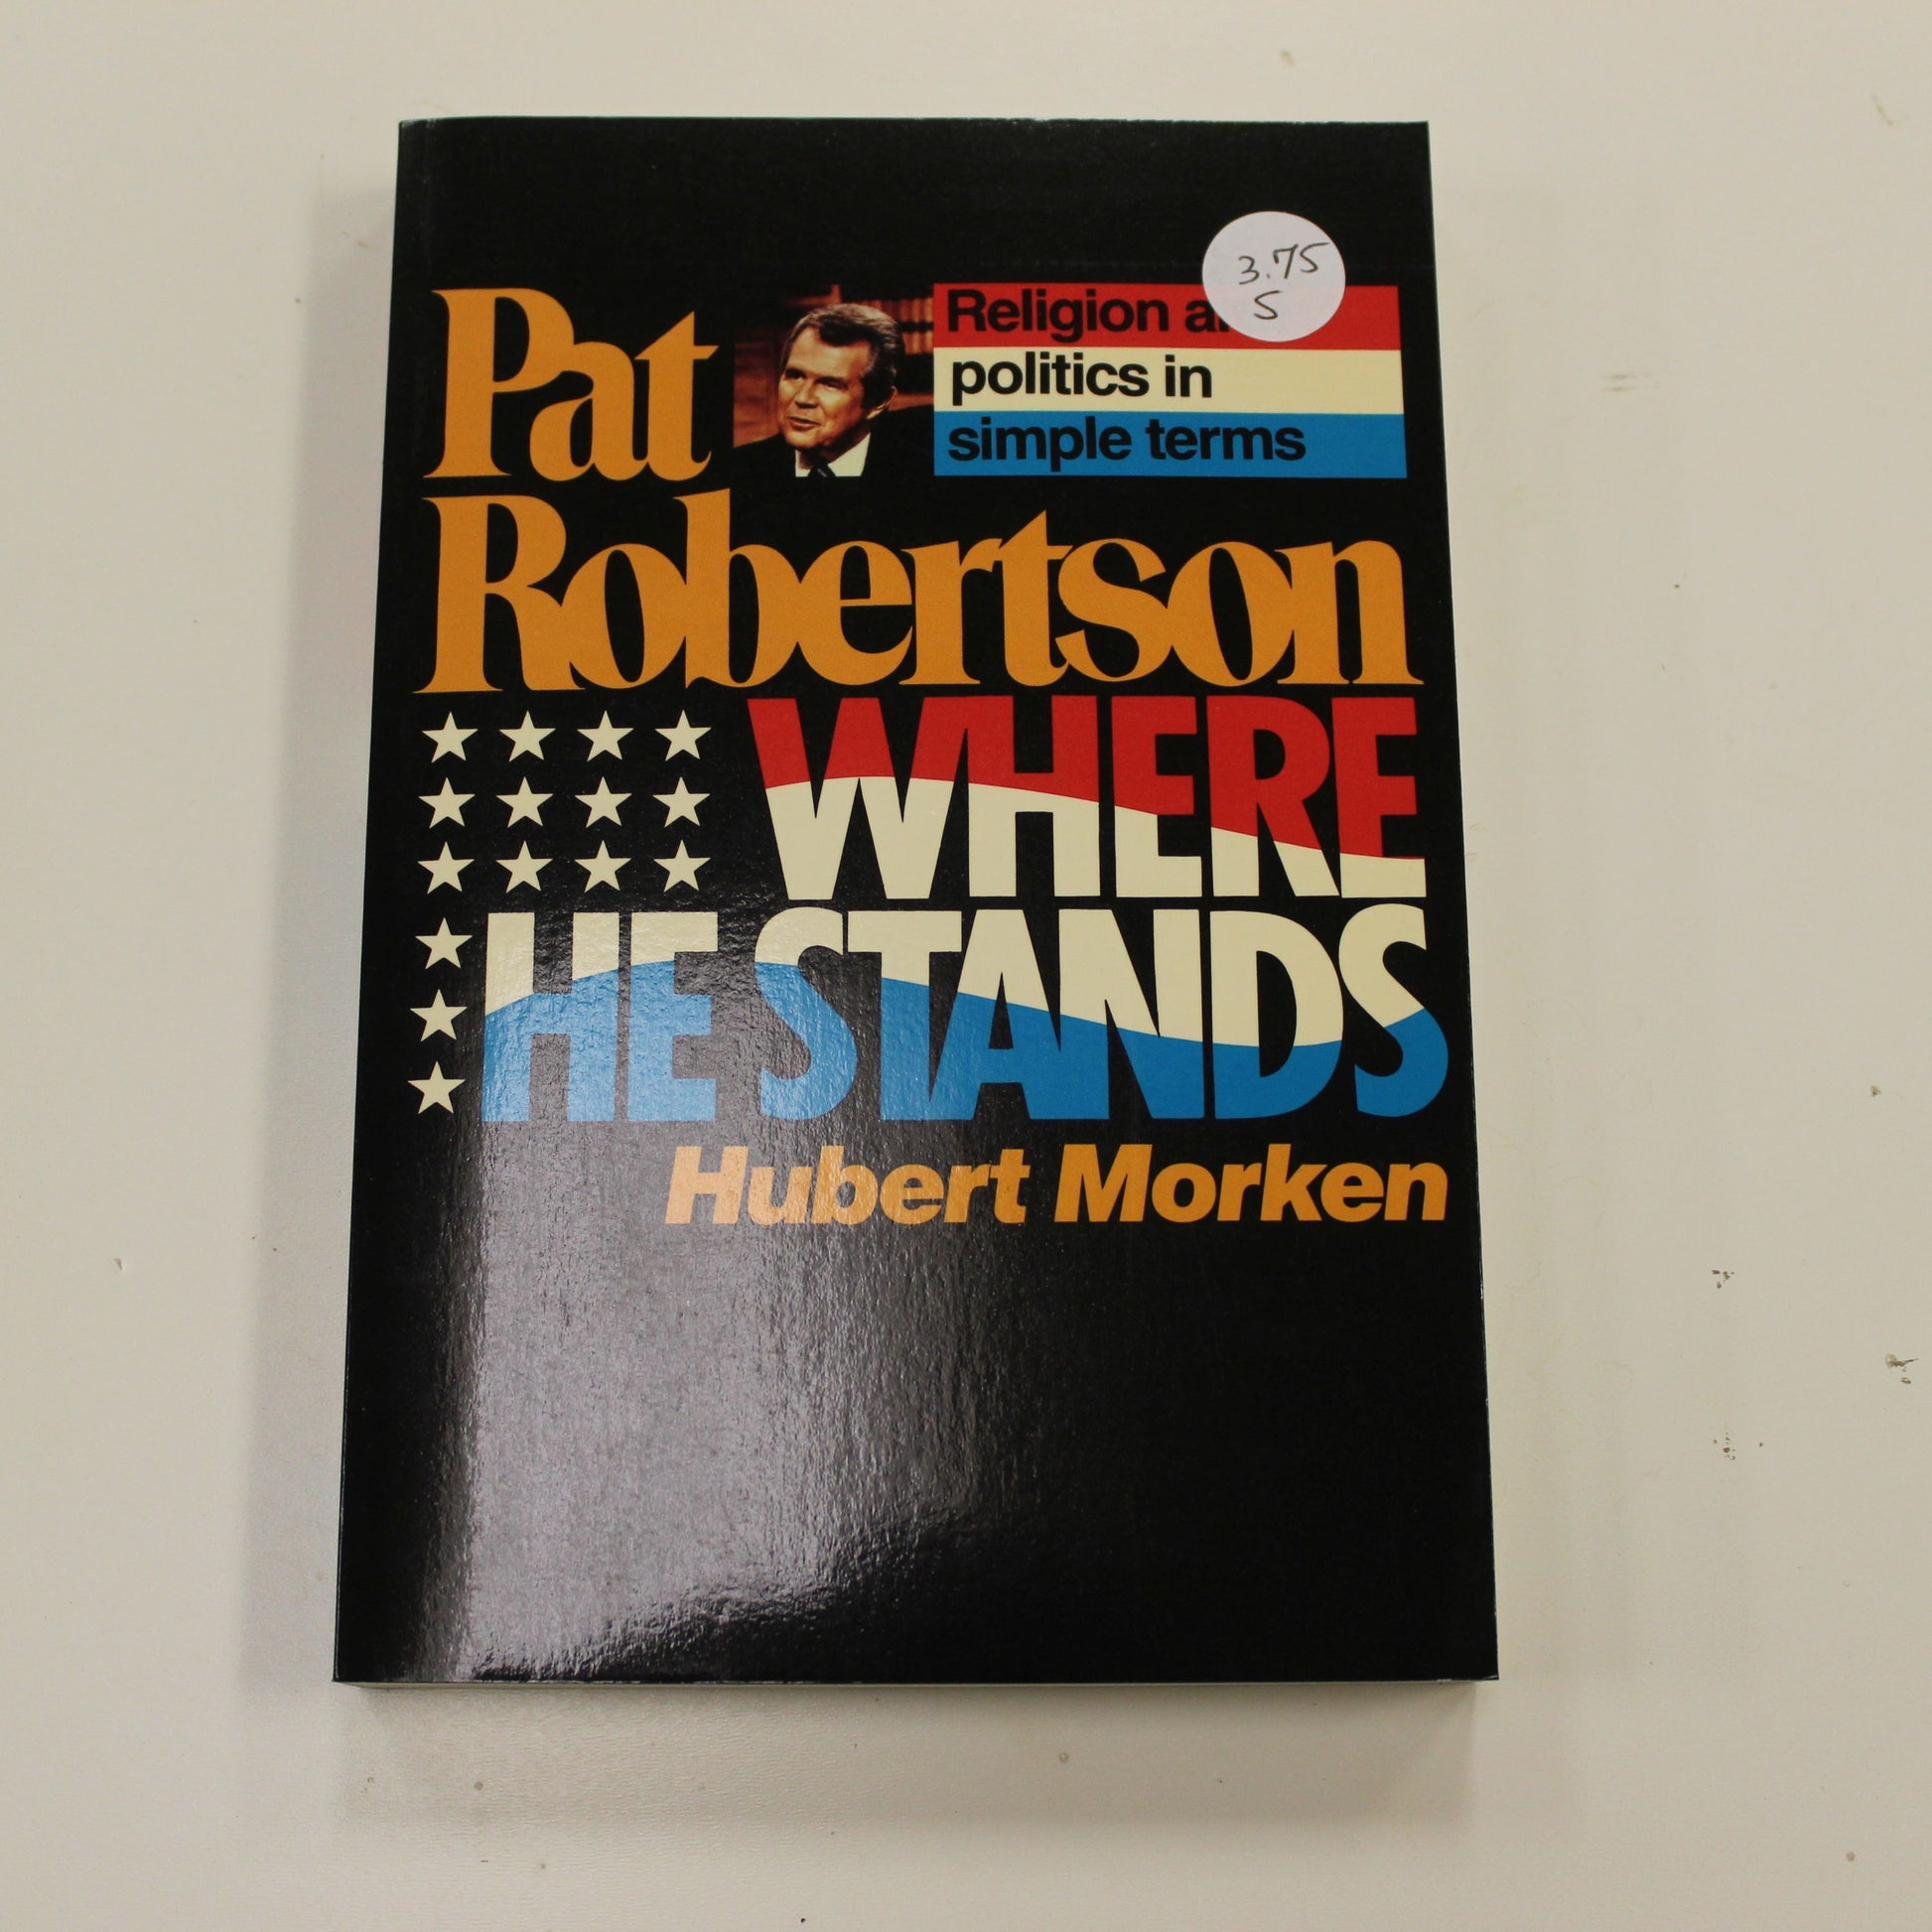 Pat
Religion
politics in
simple terms
3.75
S
Robertson
WHERE
HE STANDS
Hubert Morken